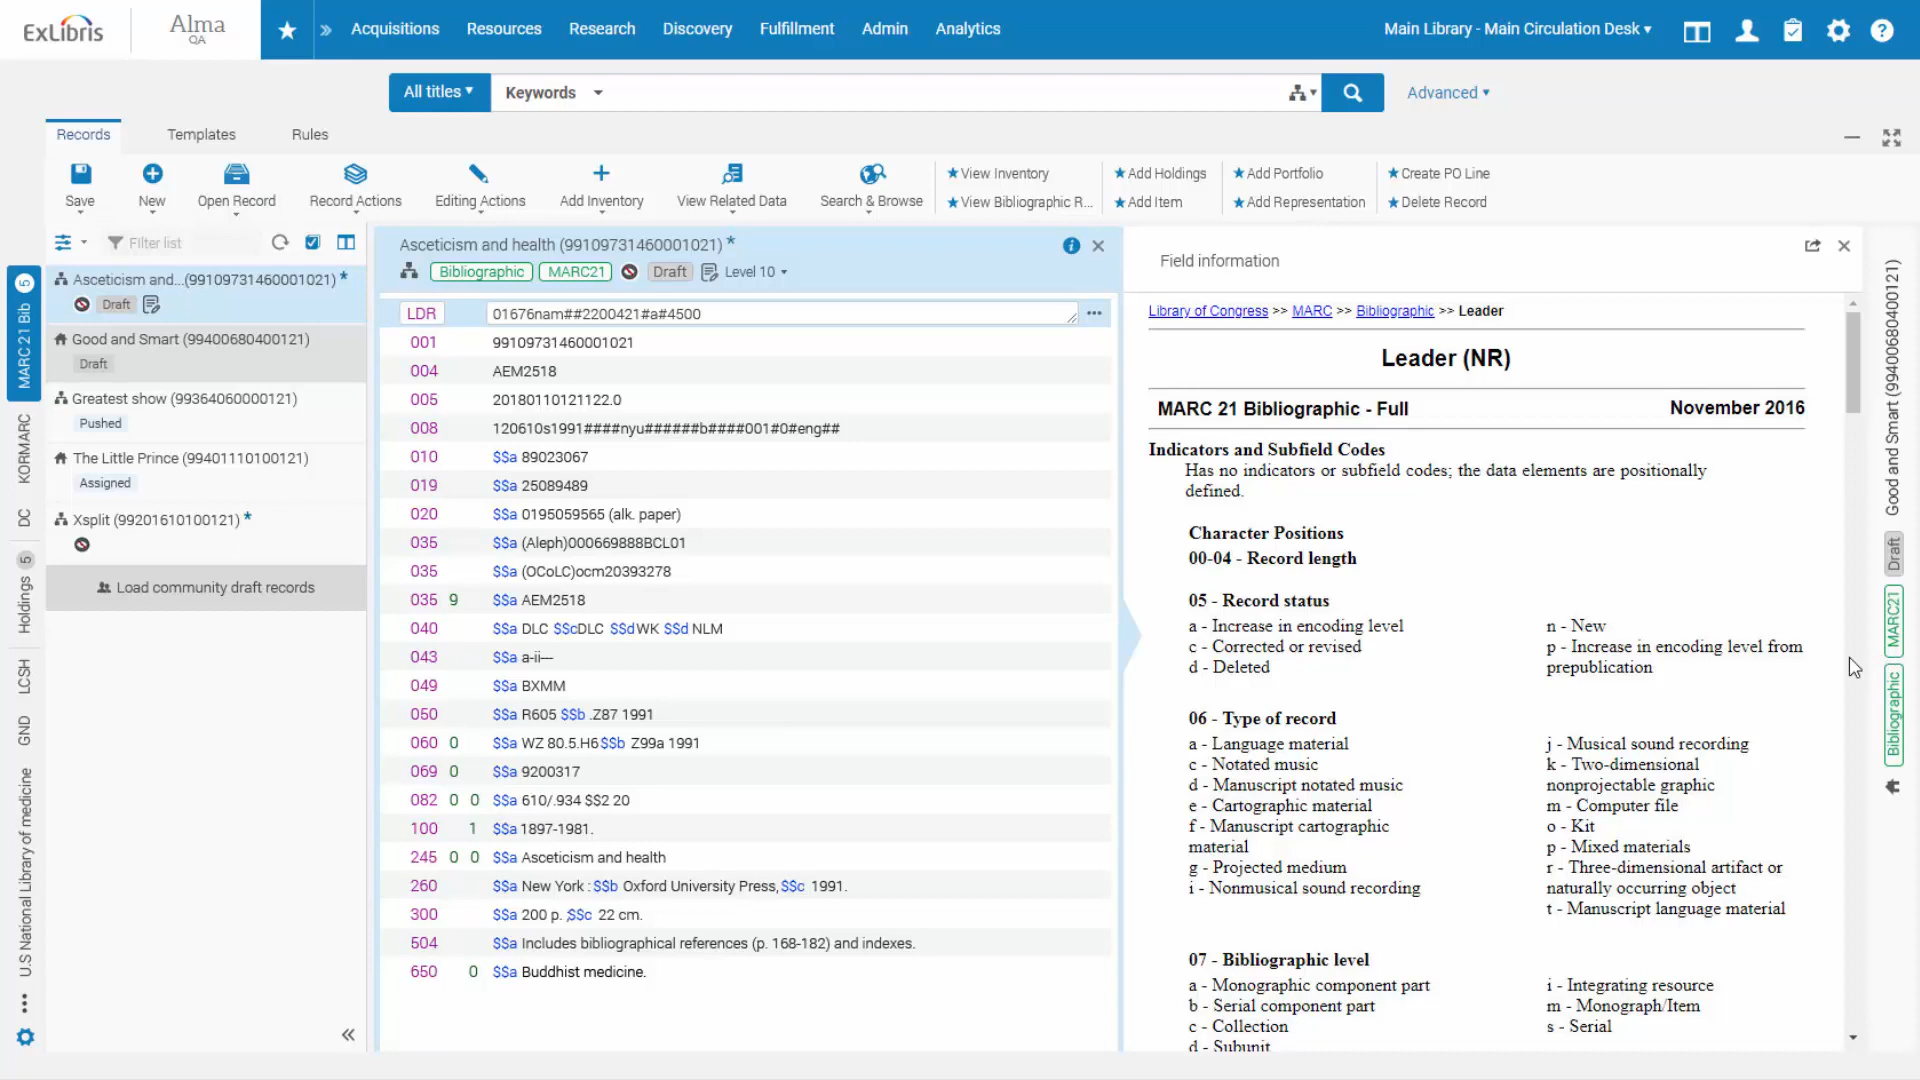 ExLibris
Alma
QA
Acquisitions
Resources
Research
Discovery
Fulfillment
Admin
Analytics
Main Library - Main Circulation Desk
All titles
Keywords
Advanced
Records
Templates
Rules
Save
New
Open Record
Record Actions
Editing Actions
Add Inventory
View Related Data
Search & Browse
View Inventory
View Bibliographic R...
Add Holdings
Add Item
Add Portfolio
Add Representation
Create PO Line
Delete Record
MARC 21 Bib 5
KORMARC
DC
Holdings 5
LCSH
GND
U.S National Library of medicine
Filter list
Asceticism and...(99109731460001021) *
Draft
Good and Smart (99400680400121)
Draft
Greatest show (99364060000121)
Pushed
The Little Prince (99401110100121)
Assigned
Xsplit (99201610100121) *
Load community draft records
Asceticism and health (99109731460001021) *
Bibliographic MARC21 Draft Level 10
LDR 01676nam##2200421#a#4500
001 99109731460001021
004 AEM2518
005 20180110121122.0
008 120610s1991####nyu######b####001#0#eng##
010 $$a 89023067
019 $$a 25089489
020 $$a 0195059565 (alk. paper)
035 $$a (Aleph)000669888BCL01
035 $$a (OCoLC)ocm20393278
035 9 $$a AEM2518
040 $$a DLC $$cDLC $$dWK $$d NLM
043 $$a a-ii---
049 $$a BXMM
050 $$a R605 $$b .Z87 1991
060 0 $$a WZ 80.5.H6$$b Z99a 1991
069 0 $$a 9200317
082 0 0 $$a 610/.934 $$2 20
100 1 $$a 1897-1981.
245 0 0 $$a Asceticism and health
260 $$a New York : $$b Oxford University Press, $$c 1991.
300 $$a 200 p. ;$$c 22 cm.
504 $$a Includes bibliographical references (p. 168-182) and indexes.
650 0 $$a Buddhist medicine.
Field information
Library of Congress >> MARC >> Bibliographic >> Leader
Leader (NR)
MARC 21 Bibliographic - Full November 2016
Indicators and Subfield Codes
Has no indicators or subfield codes; the data elements are positionally
defined.
Character Positions
00-04 - Record length
05 - Record status
a - Increase in encoding level
c - Corrected or revised
d - Deleted
n - New
p - Increase in encoding level from
prepublication
06 - Type of record
a - Language material
c - Notated music
d - Manuscript notated music
e - Cartographic material
f - Manuscript cartographic
material
g - Projected medium
i - Nonmusical sound recording
j - Musical sound recording
k - Two-dimensional
nonprojectable graphic
m - Computer file
o - Kit
p - Mixed materials
r - Three-dimensional artifact or
naturally occurring object
t - Manuscript language material
07 - Bibliographic level
a - Monographic component part
b - Serial component part
c - Collection
d - Subunit
i - Integrating resource
m - Monograph/Item
s - Serial
Good and Smart (99400680400121)
Draft
MARC21
Bibliographic